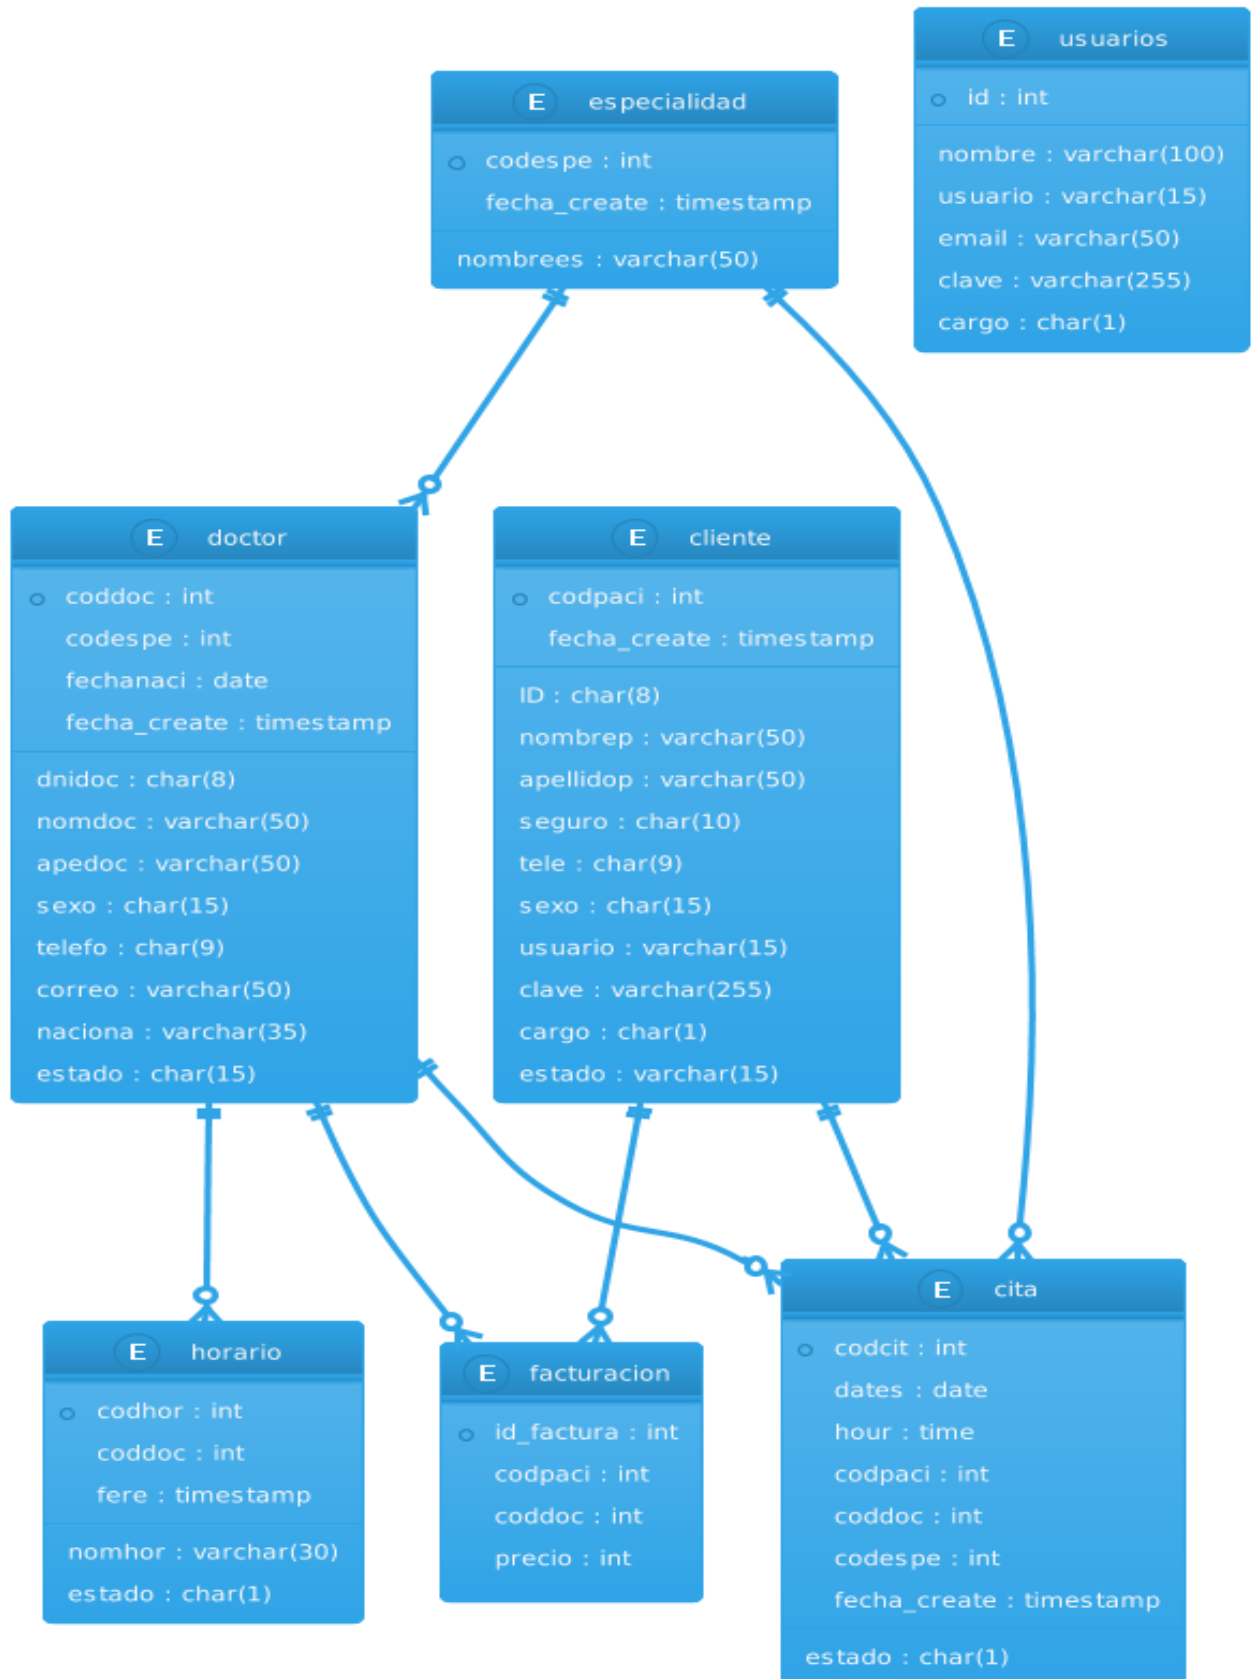 E usuarios
id : int
nombre : varchar(100)
usuario : varchar(15)
email : varchar(50)
clave : varchar(255)
cargo : char(1)
E especialidad
codespe : int
fecha_create : timestamp
nombrees : varchar(50)
E doctor
coddoc : int
codespe : int
fechanaci : date
fecha_create : timestamp
dnidoc : char(8)
nomdoc : varchar(50)
apedoc : varchar(50)
sexo : char(15)
telefo : char(9)
correo : varchar(50)
naciona : varchar(35)
estado : char(15)
E cliente
codpaci : int
fecha_create : timestamp
ID : char(8)
nombrep : varchar(50)
apellidop : varchar(50)
seguro : char(10)
tele : char(9)
sexo : char(15)
usuario : varchar(15)
clave : varchar(255)
cargo : char(1)
estado : varchar(15)
E horario
codhor : int
coddoc : int
fere : timestamp
nomhor : varchar(30)
estado : char(1)
E facturacion
id_factura : int
codpaci : int
coddoc : int
precio : int
E cita
codcit : int
dates : date
hour : time
codpaci : int
coddoc : int
codespe : int
fecha_create : timestamp
estado : char(1)